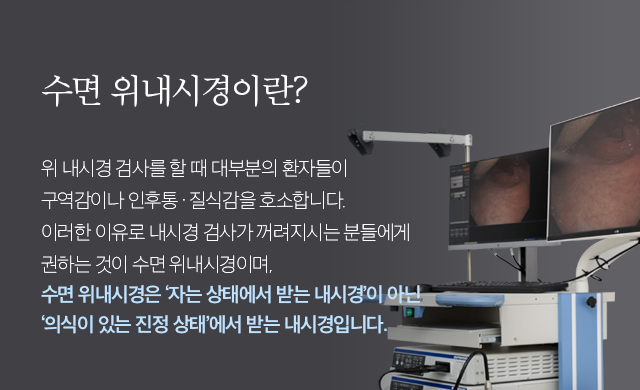 수면 위내시경이란?
위 내시경 검사를 할 때 대부분의 환자들이
구역감이나 인후통·질식감을 호소합니다.
이러한 이유로 내시경 검사가 꺼려지시는 분들에게
권하는 것이 수면 위내시경이며,
수면 위내시경은 ‘자는 상태에서 받는 내시경’이 아닌
‘의식이 있는 진정 상태’에서 받는 내시경입니다.